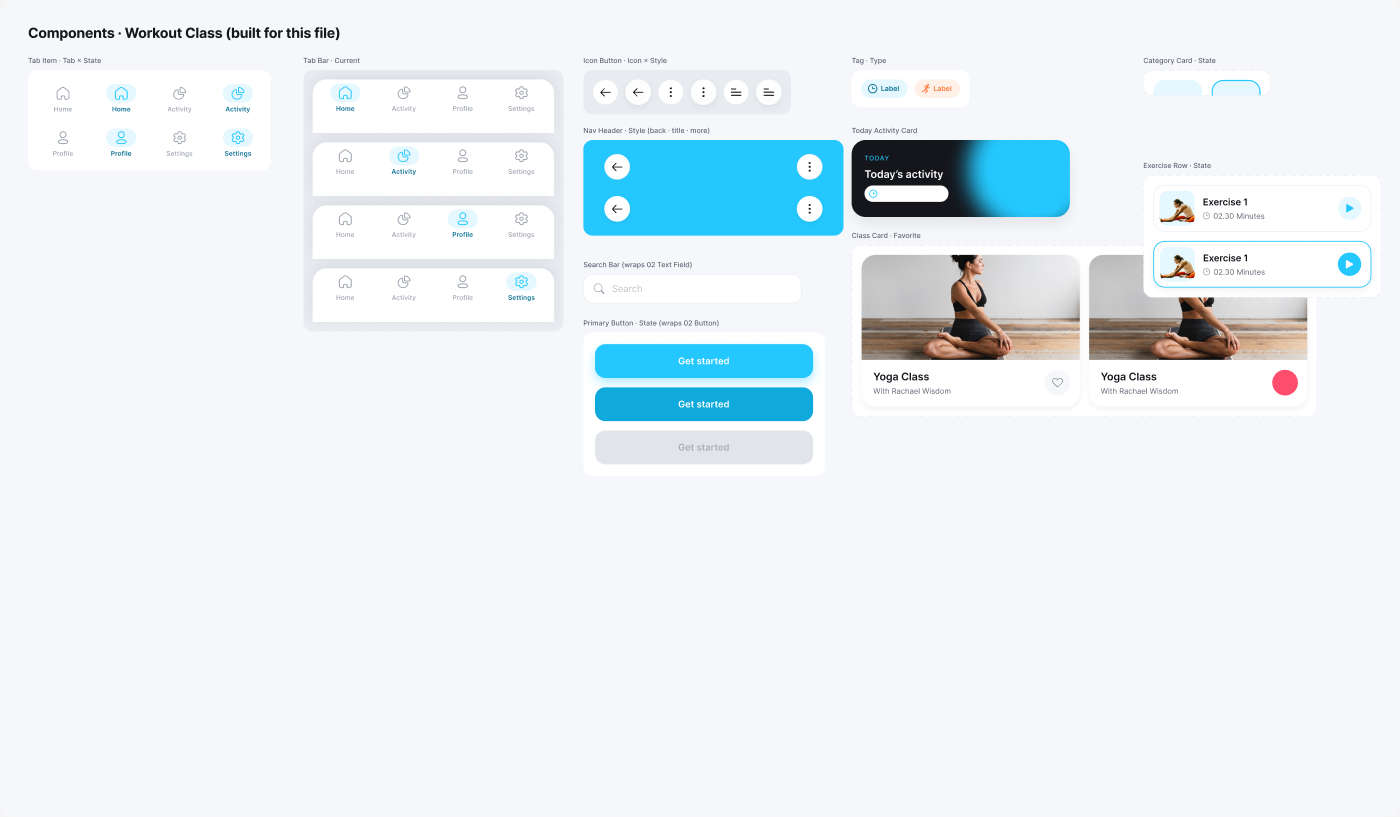 Components · Workout Class (built for this file)
Tab Item · Tab × State
Home
Home
Activity
Activity
Profile
Profile
Settings
Settings
Tab Bar · Current
Home
Activity
Profile
Settings
Home
Activity
Profile
Settings
Home
Activity
Profile
Settings
Home
Activity
Profile
Settings
Icon Button · Icon × Style
Nav Header · Style (back · title · more)
Search Bar (wraps 02 Text Field)
Search
Primary Button · State (wraps 02 Button)
Get started
Get started
Get started
Tag · Type
Label
Label
Today Activity Card
TODAY
Today's activity
Class Card · Favorite
Yoga Class
With Rachael Wisdom
Yoga Class
With Rachael Wisdom
Category Card · State
Exercise Row · State
Exercise 1
02.30 Minutes
Exercise 1
02.30 Minutes